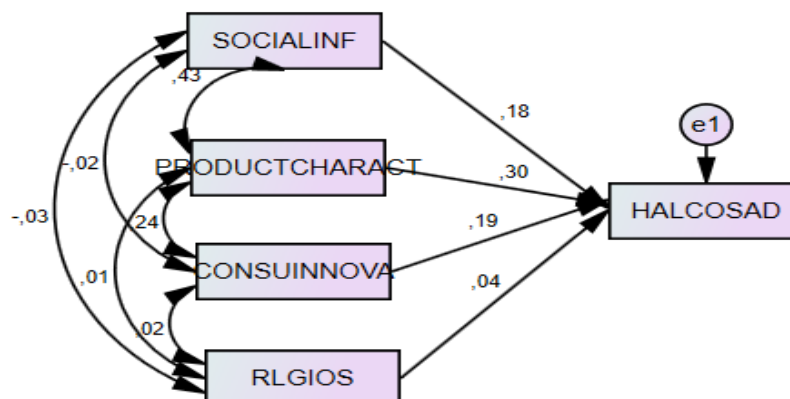 SOCIALINF
,43
,18
e1
-,02
PRODUCTCHARACT
,30
-,03
,24
HALCOSAD
,19
CONSUINNOVA
,01
,04
,02
RLGIOS